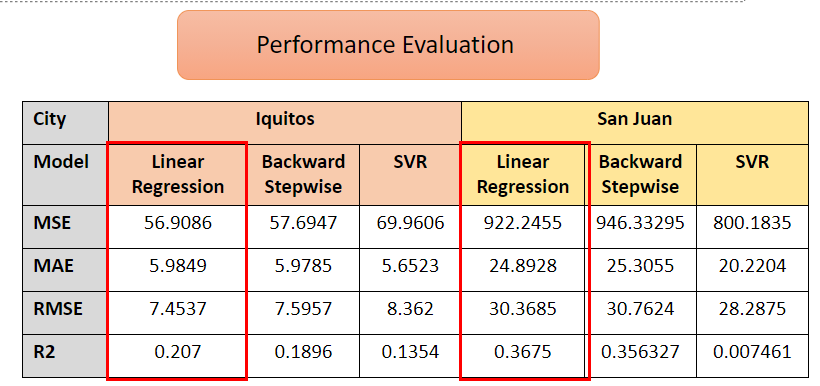 Performance Evaluation
City Iquitos San Juan
Model Linear Regression Backward Stepwise SVR Linear Regression Backward Stepwise SVR
MSE 56.9086 57.6947 69.9606 922.2455 946.33295 800.1835
MAE 5.9849 5.9785 5.6523 24.8928 25.3055 20.2204
RMSE 7.4537 7.5957 8.362 30.3685 30.7624 28.2875
R2 0.207 0.1896 0.1354 0.3675 0.356327 0.007461